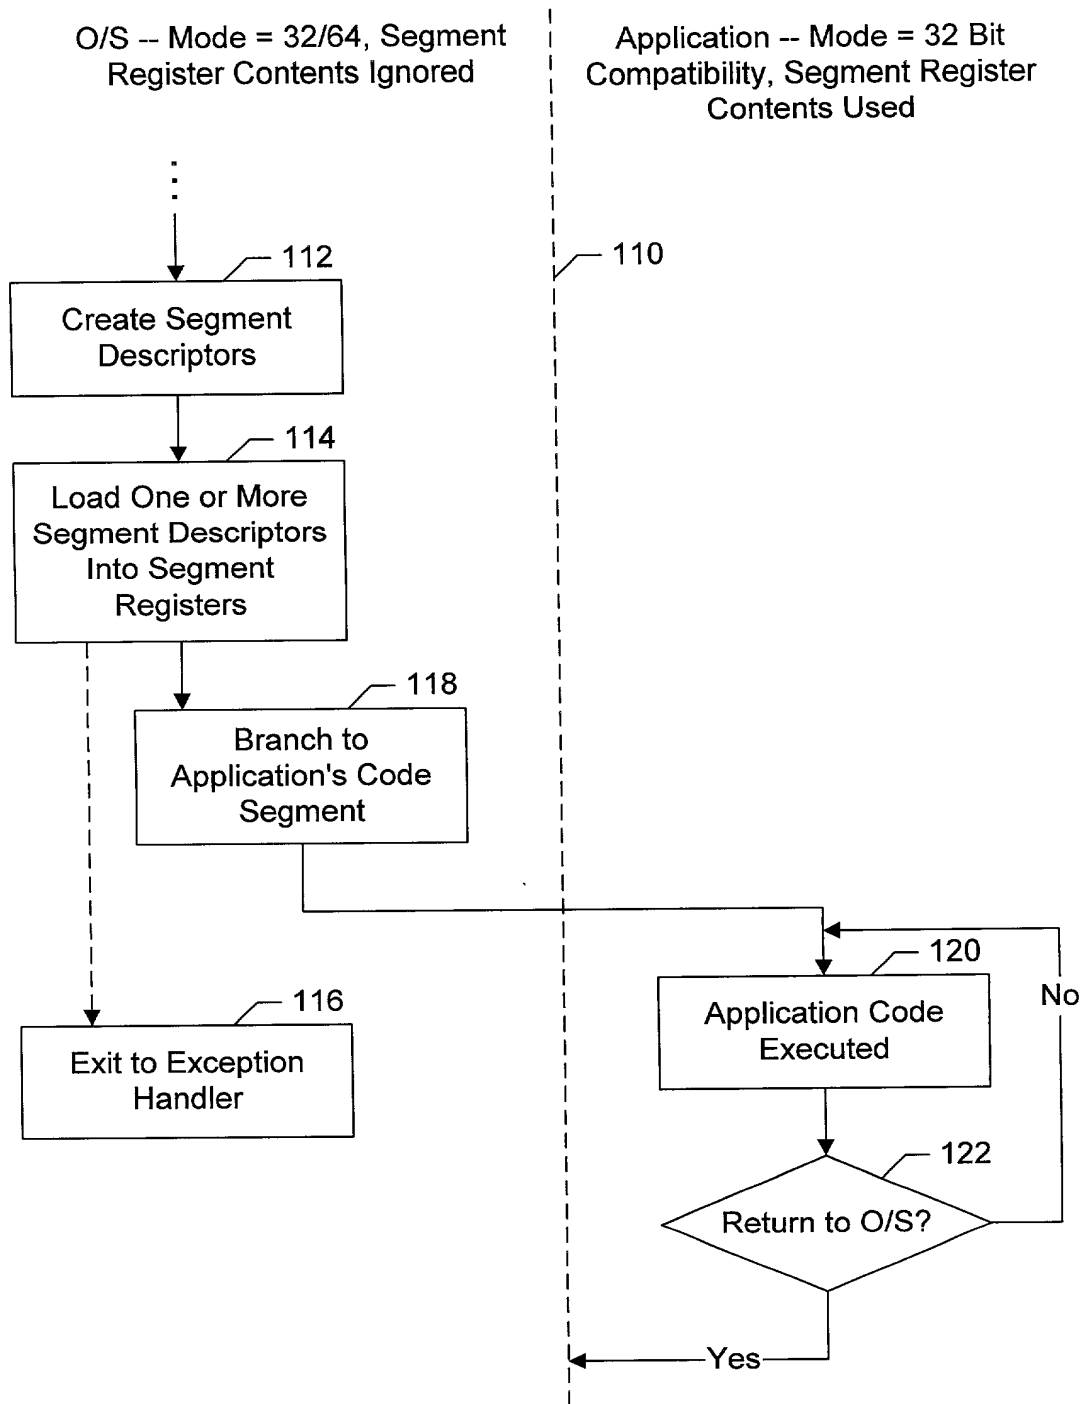 O/S -- Mode = 32/64, Segment
Register Contents Ignored
Application -- Mode = 32 Bit
Compatibility, Segment Register
Contents Used
110
112
Create Segment
Descriptors
114
Load One or More
Segment Descriptors
Into Segment
Registers
118
Branch to
Application's Code
Segment
116
Exit to Exception
Handler
120
Application Code
Executed
No
122
Return to O/S?
Yes